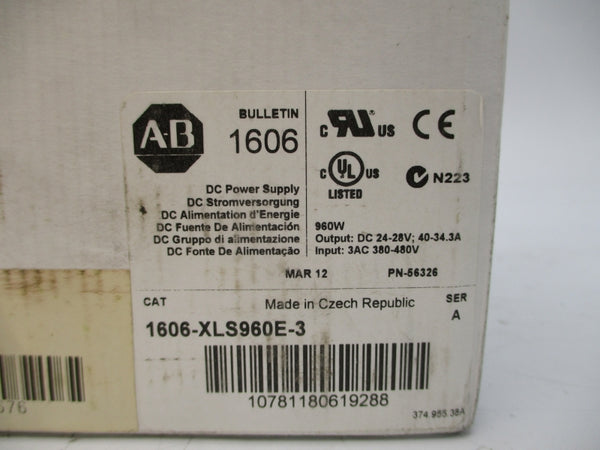 A-B
BULLETIN
1606
DC Power Supply
DC Stromversorgung
DC Alimentation d'Energie
DC Fuente De Alimentación
DC Gruppo di alimentazione
DC Fonte De Alimentação
c UR US CE
c UL US
LISTED
N223
960W
Output: DC 24-28V; 40-34.3A
Input: 3AC 380-480V
MAR 12 PN-56326
CAT Made in Czech Republic SER
1606-XLS960E-3 A
10781180619288
374.955.38A
676